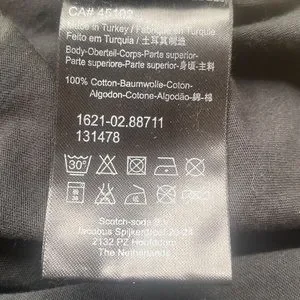 CA# 45102
Made in Turkey / Fabriqué en Turquie
Feito em Turquia / 土耳其制造
Body-Oberteil-Corps-Parte superior-
Parte superiore-Parte superior-身頃-主料
100% Cotton-Baumwolle-Coton-
Algodon-Cotone-Algodão-綿-棉
1621-02.88711
131478
30°
Scotch-soda B.V.
Jacobus Spijkerdreef 20-24
2132 PZ Hoofddorp
The Netherlands